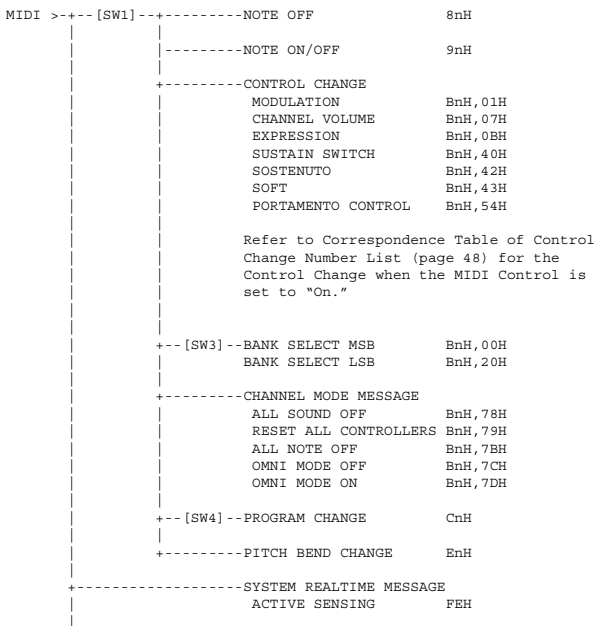 MIDI >-+--[SW1]--+---------NOTE OFF 8nH
|---------NOTE ON/OFF 9nH
+---------CONTROL CHANGE
MODULATION BnH,01H
CHANNEL VOLUME BnH,07H
EXPRESSION BnH,0BH
SUSTAIN SWITCH BnH,40H
SOSTENUTO BnH,42H
SOFT BnH,43H
PORTAMENTO CONTROL BnH,54H
Refer to Correspondence Table of Control
Change Number List (page 48) for the
Control Change when the MIDI Control is
set to “On.”
+--[SW3]--BANK SELECT MSB BnH,00H
BANK SELECT LSB BnH,20H
+---------CHANNEL MODE MESSAGE
ALL SOUND OFF BnH,78H
RESET ALL CONTROLLERS BnH,79H
ALL NOTE OFF BnH,7BH
OMNI MODE OFF BnH,7CH
OMNI MODE ON BnH,7DH
+--[SW4]--PROGRAM CHANGE CnH
+---------PITCH BEND CHANGE EnH
+-------------------SYSTEM REALTIME MESSAGE
ACTIVE SENSING FEH